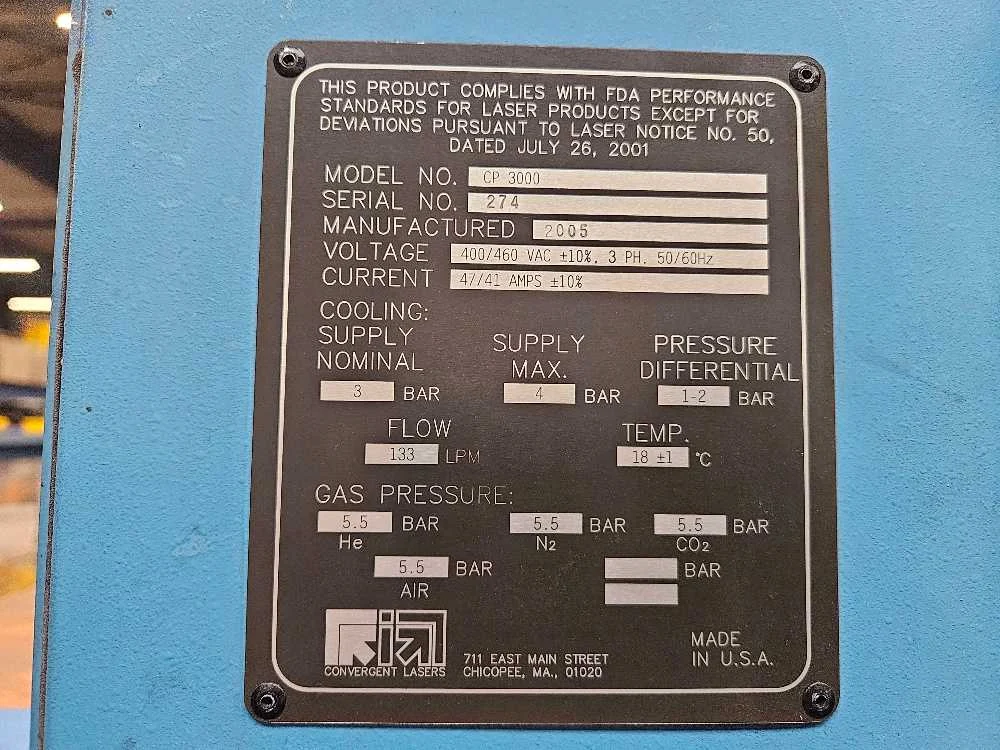 THIS PRODUCT COMPLIES WITH FDA PERFORMANCE
STANDARDS FOR LASER PRODUCTS EXCEPT FOR
DEVIATIONS PURSUANT TO LASER NOTICE NO. 50,
DATED JULY 26, 2001
MODEL NO. CP 3000
SERIAL NO. 274
MANUFACTURED 2005
VOLTAGE 400/460 VAC ±10%, 3 PH, 50/60Hz
CURRENT 47/41 AMPS ±10%
COOLING:
SUPPLY NOMINAL
3 BAR
SUPPLY MAX.
4 BAR
PRESSURE DIFFERENTIAL
1-2 BAR
FLOW
133 LPM
TEMP.
18 ±1 °C
GAS PRESSURE:
5.5 BAR
He
5.5 BAR
N2
5.5 BAR
CO2
5.5 BAR
AIR
BAR
CONVERGENT LASERS
711 EAST MAIN STREET
CHICOPEE, MA., 01020
MADE
IN U.S.A.